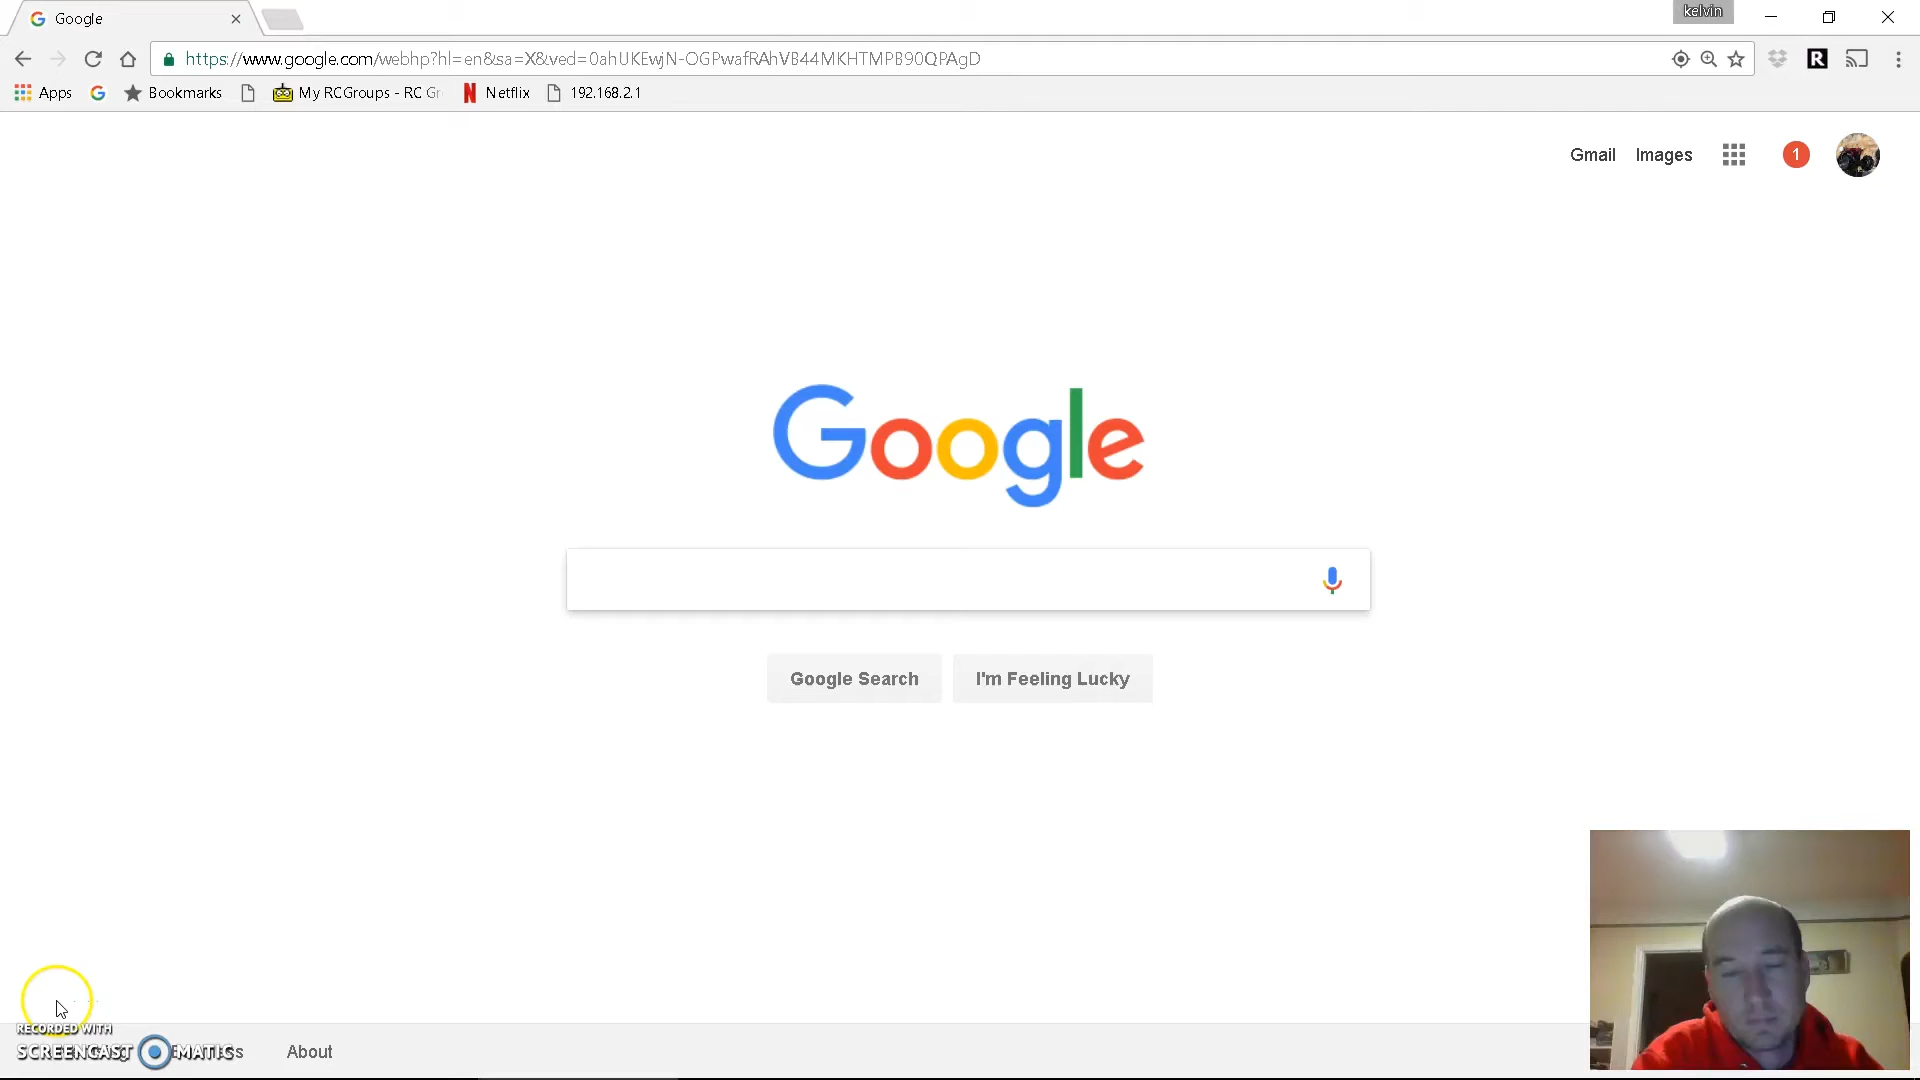 Google
kelvin
https://www.google.com/webhp?hl=en&sa=X&ved=0ahUKEwjN-OGPwafRAhVB44MKHTMPB90QPAgD
R
Apps
Bookmarks
My RCGroups - RC Gr
N Netflix
192.168.2.1
Gmail
Images
1
Google
Google Search
I'm Feeling Lucky
RECORDED WITH
SCREENCAST MATIC
About